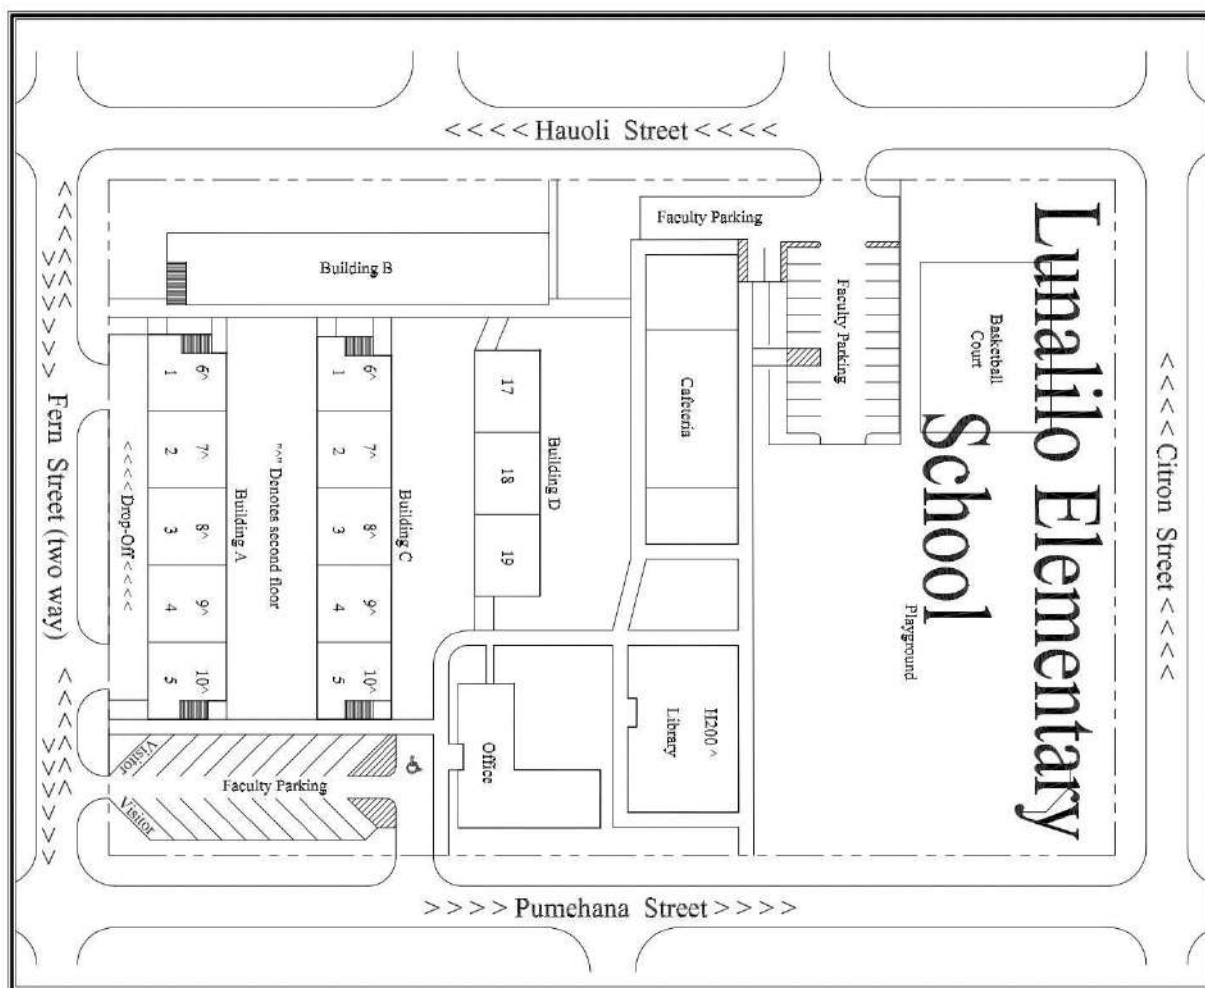 < < < < Hauoli Street < < < <
Lunalilo Elementary
School
Faculty Parking
Building B
Faculty Parking
Basketball
Court
< < < < Citron Street < < < < <
Cafeteria
Playground
17
18
19
Building D
1
2
3
4
5
6^
7^
8^
9^
10^
Building A
"^" Denotes second floor
1
2
3
4
5
6^
7^
8^
9^
10^
Building C
< < < < Drop-Off < < < < <
Fern Street (two way)
H200 ^
Library
Office
Visitor
Faculty Parking
Visitor
> > > > Pumehana Street > > > >